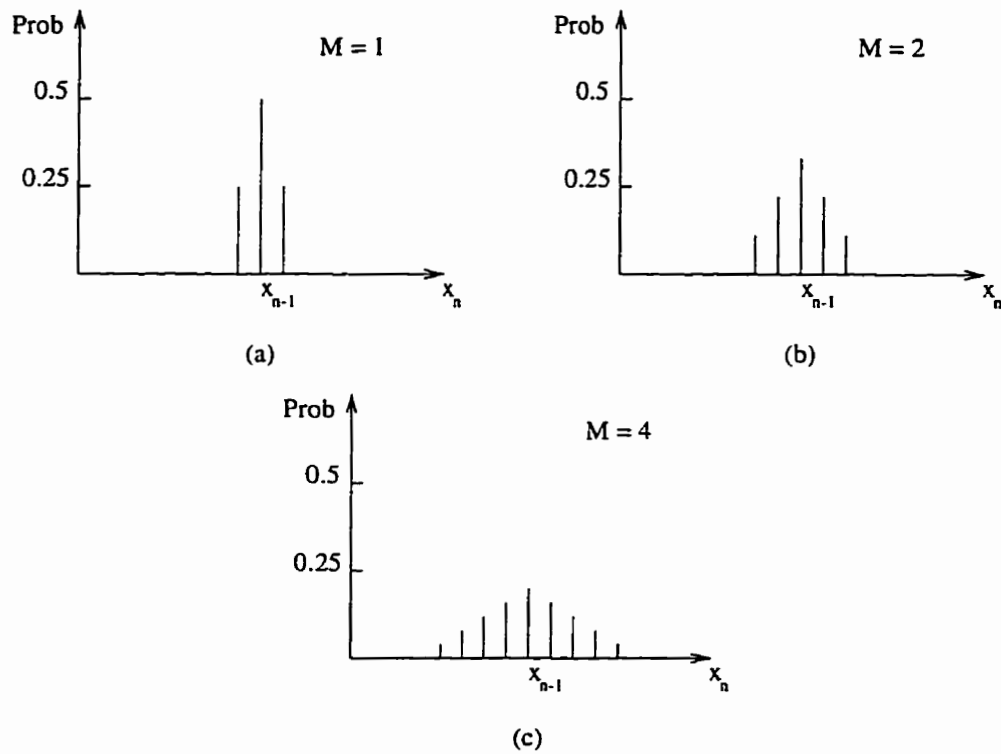 Prob
M = 1
0.5
0.25
x_{n-1}
x_n
(a)
Prob
M = 2
0.5
0.25
x_{n-1}
x_n
(b)
Prob
M = 4
0.5
0.25
x_{n-1}
x_n
(c)